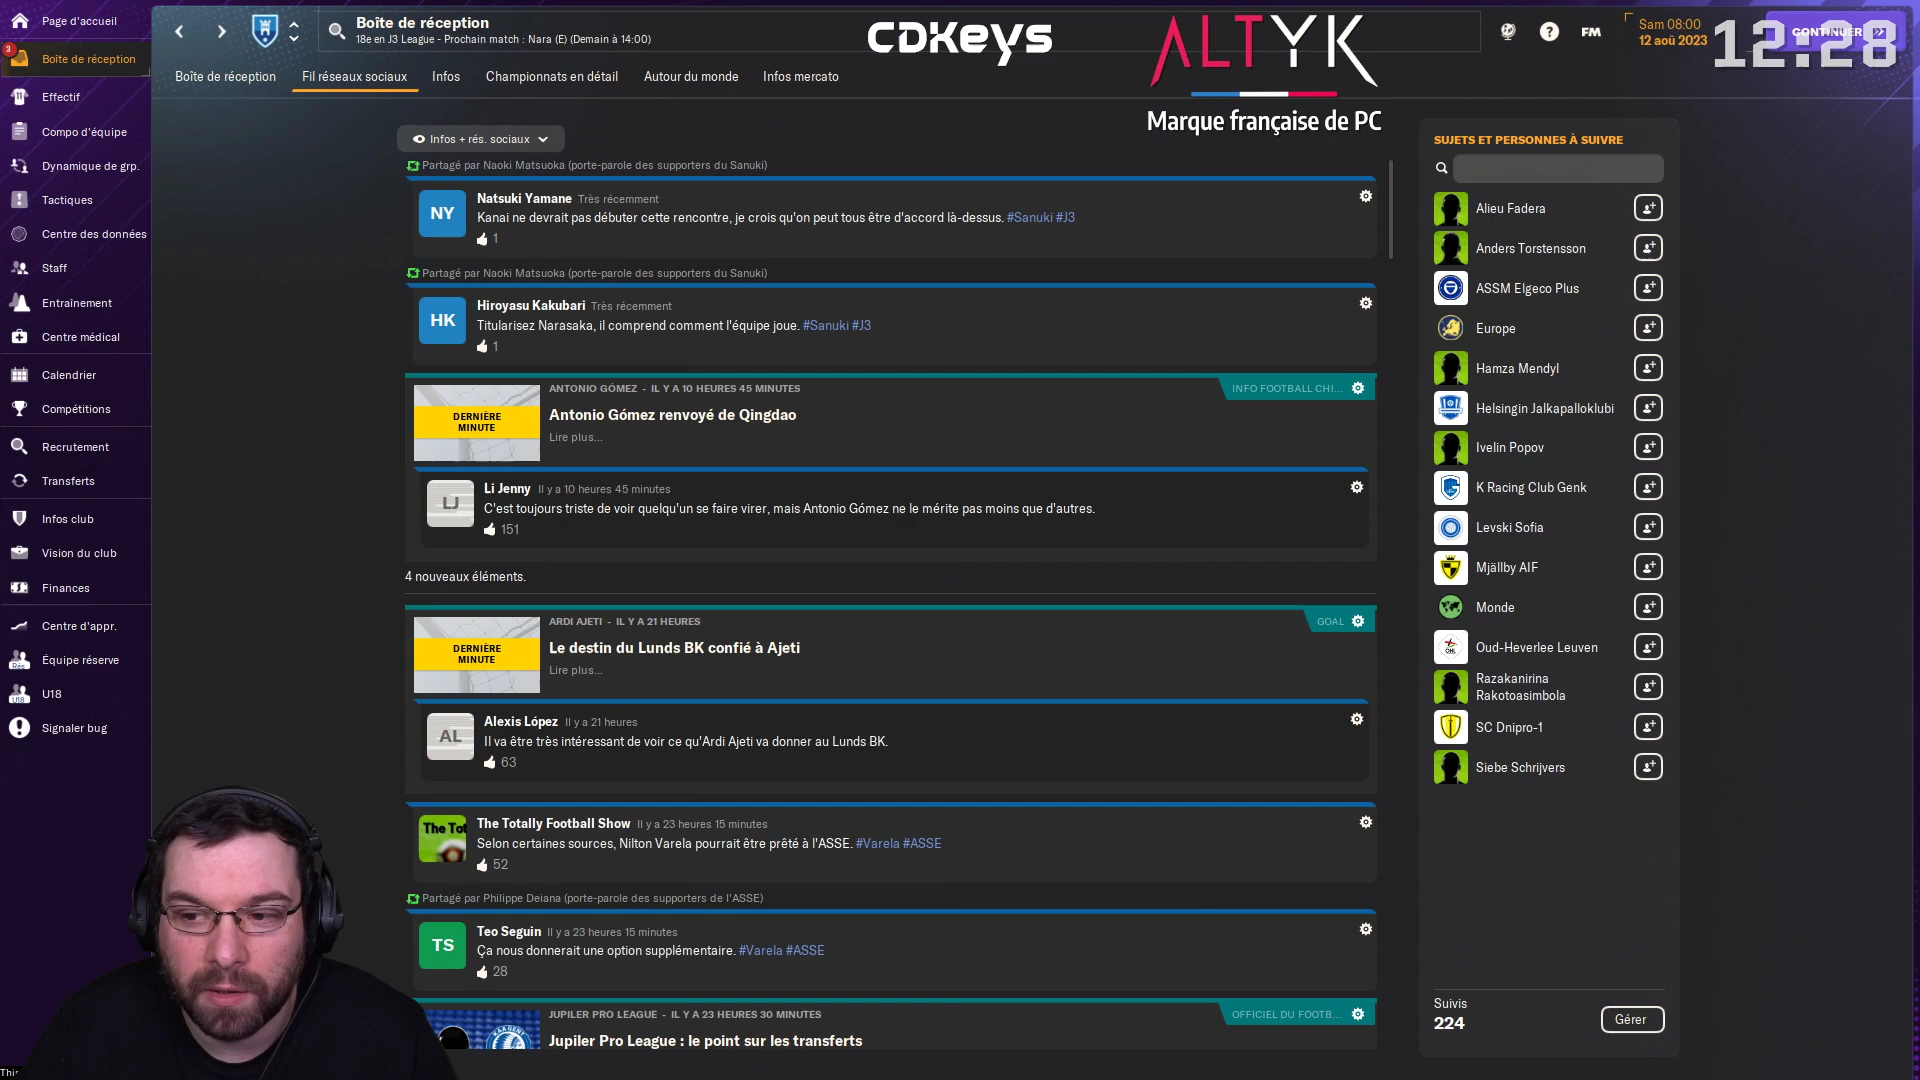 Page d'accueil
3
Boîte de réception
Effectif
Compo d'équipe
Dynamique de grp.
Tactiques
Centre des données
Staff
Entraînement
Centre médical
Calendrier
Compétitions
Recrutement
Transferts
Infos club
Vision du club
Finances
Centre d'appr.
Équipe réserve
U18
Signaler bug
Boîte de réception
18e en J3 League - Prochain match : Nara (E) (Demain à 14:00)
CDKeys
ALTYK
Marque française de PC
FM
Sam 08:00
12 aoû 2023
CONTINUER
12:28
Boîte de réception
Fil réseaux sociaux
Infos
Championnats en détail
Autour du monde
Infos mercato
Infos + rés. sociaux
Partagé par Naoki Matsuoka (porte-parole des supporters du Sanuki)
NY
Natsuki Yamane Très récemment
Kanai ne devrait pas débuter cette rencontre, je crois qu'on peut tous être d'accord là-dessus. #Sanuki #J3
1
Partagé par Naoki Matsuoka (porte-parole des supporters du Sanuki)
HK
Hiroyasu Kakubari Très récemment
Titularisez Narasaka, il comprend comment l'équipe joue. #Sanuki #J3
1
DERNIÈRE
MINUTE
ANTONIO GÓMEZ - IL Y A 10 HEURES 45 MINUTES
INFO FOOTBALL CHI...
Antonio Gómez renvoyé de Qingdao
Lire plus...
LJ
Li Jenny Il y a 10 heures 45 minutes
C'est toujours triste de voir quelqu'un se faire virer, mais Antonio Gómez ne le mérite pas moins que d'autres.
151
4 nouveaux éléments.
DERNIÈRE
MINUTE
ARDI AJETI - IL Y A 21 HEURES
GOAL
Le destin du Lunds BK confié à Ajeti
Lire plus...
AL
Alexis López Il y a 21 heures
Il va être très intéressant de voir ce qu'Ardi Ajeti va donner au Lunds BK.
63
The Tot
The Totally Football Show Il y a 23 heures 15 minutes
Selon certaines sources, Nilton Varela pourrait être prêté à l'ASSE. #Varela #ASSE
52
Partagé par Philippe Deiana (porte-parole des supporters de l'ASSE)
TS
Teo Seguin Il y a 23 heures 15 minutes
Ça nous donnerait une option supplémentaire. #Varela #ASSE
28
JUPILER PRO LEAGUE - IL Y A 23 HEURES 30 MINUTES
OFFICIEL DU FOOTB...
Jupiler Pro League : le point sur les transferts
SUJETS ET PERSONNES À SUIVRE
Alieu Fadera
Anders Torstensson
ASSM Elgeco Plus
Europe
Hamza Mendyl
Helsingin Jalkapalloklubi
Ivelin Popov
K Racing Club Genk
Levski Sofia
Mjällby AIF
Monde
Oud-Heverlee Leuven
Razakanirina
Rakotoasimbola
SC Dnipro-1
Siebe Schrijvers
Suivis
224
Gérer